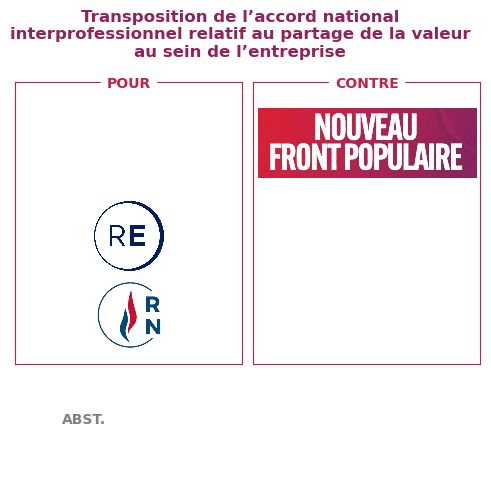 Transposition de l’accord national
interprofessionnel relatif au partage de la valeur
au sein de l’entreprise
POUR
CONTRE
NOUVEAU
FRONT POPULAIRE
RE
R
N
ABST.